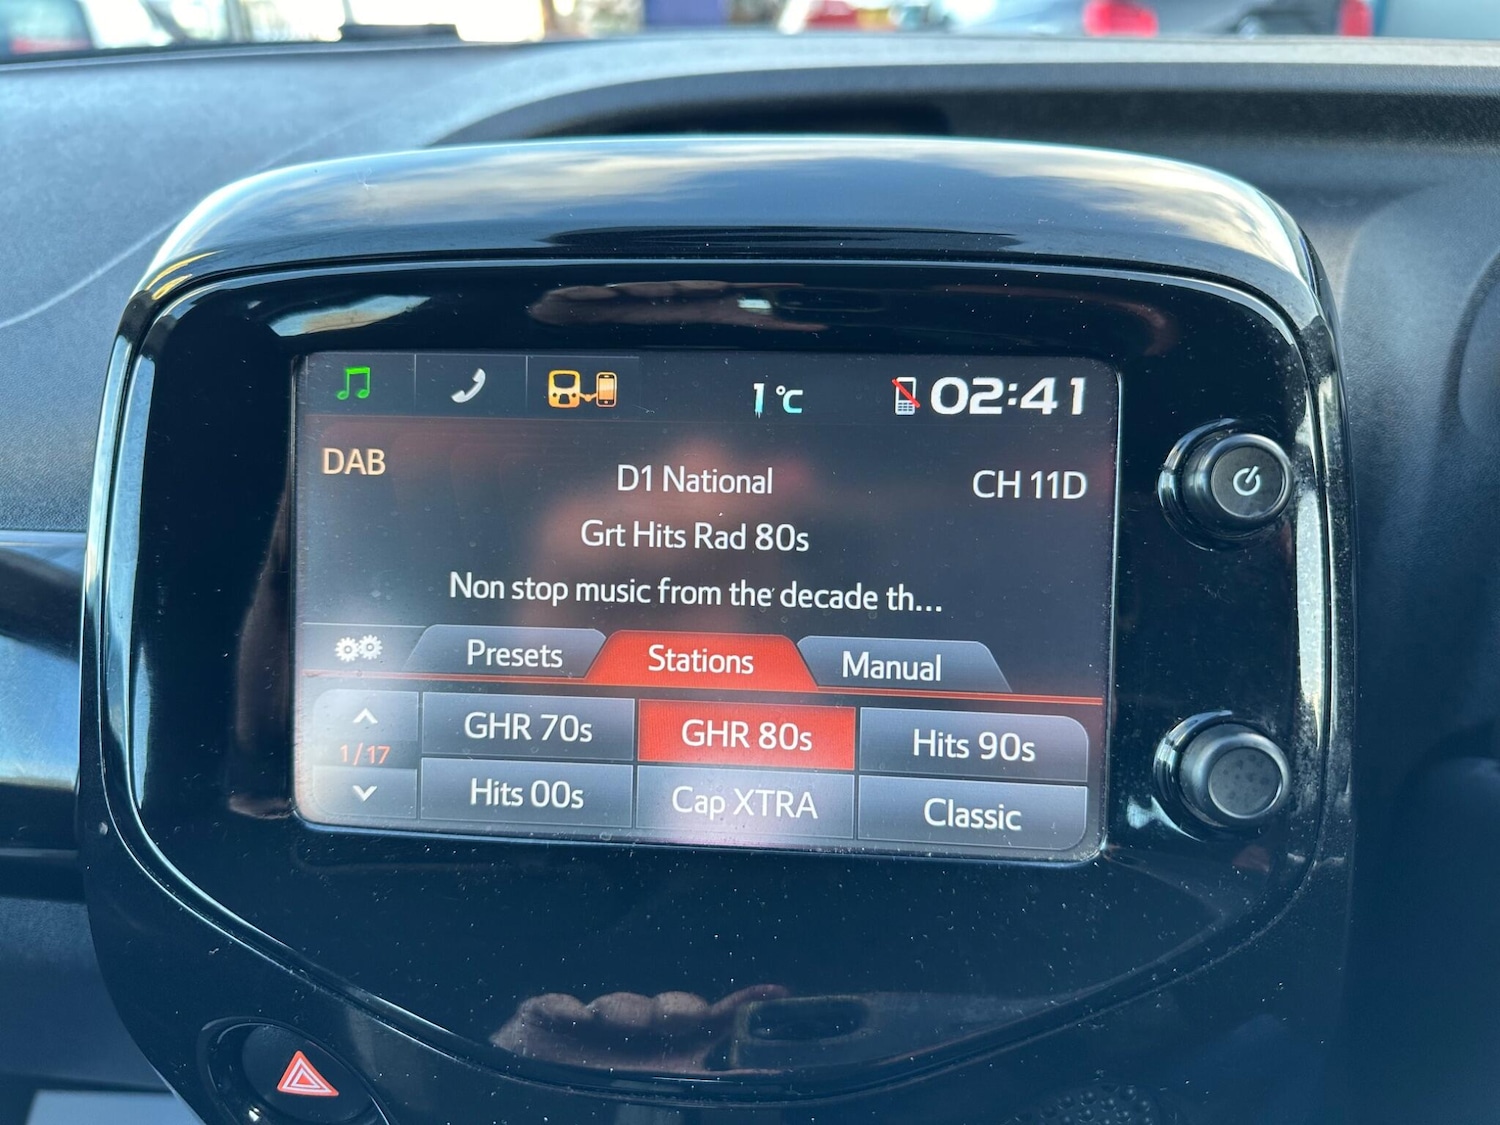 1 °C 02:41
DAB D1 National CH 11D
Grt Hits Rad 80s
Non stop music from the decade th...
Presets Stations Manual
GHR 70s GHR 80s Hits 90s
1/17
Hits 00s Cap XTRA Classic